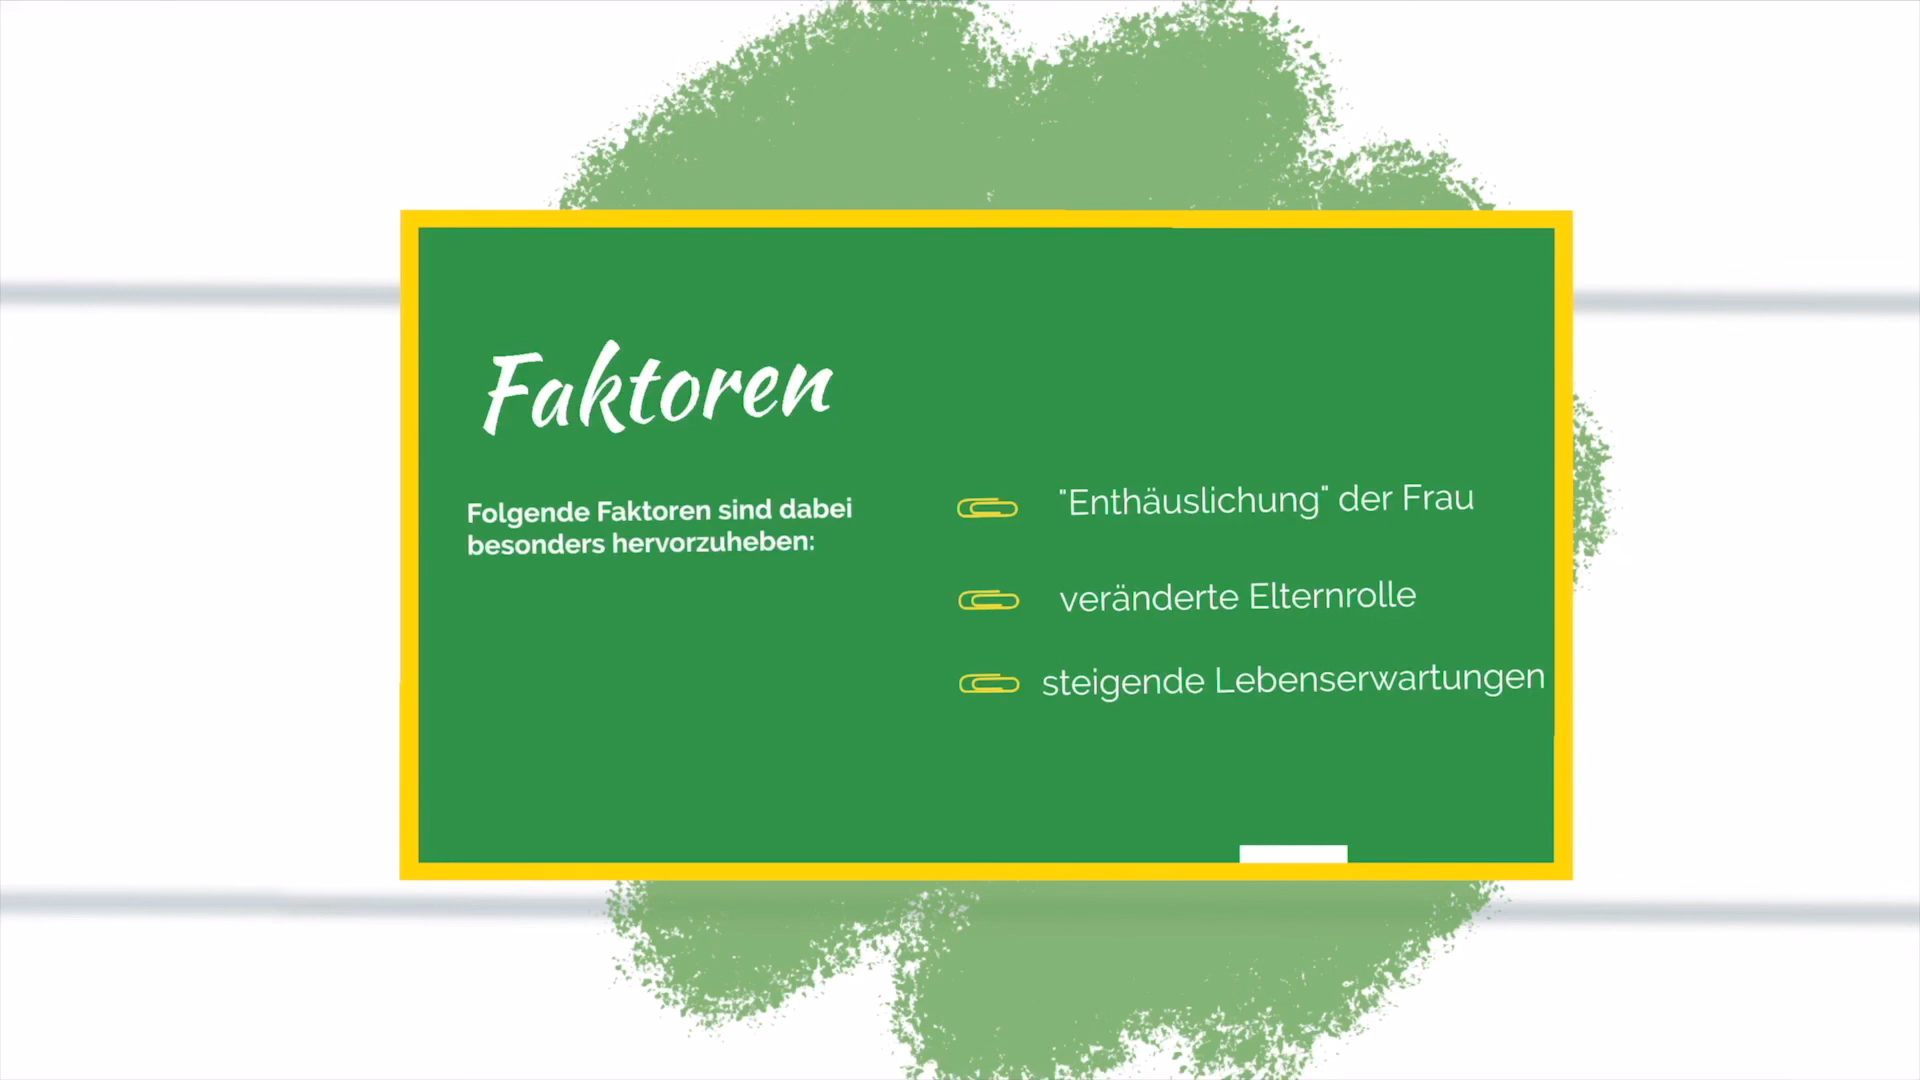 Faktoren
Folgende Faktoren sind dabei
besonders hervorzuheben:
"Enthäuslichung" der Frau
veränderte Elternrolle
steigende Lebenserwartungen